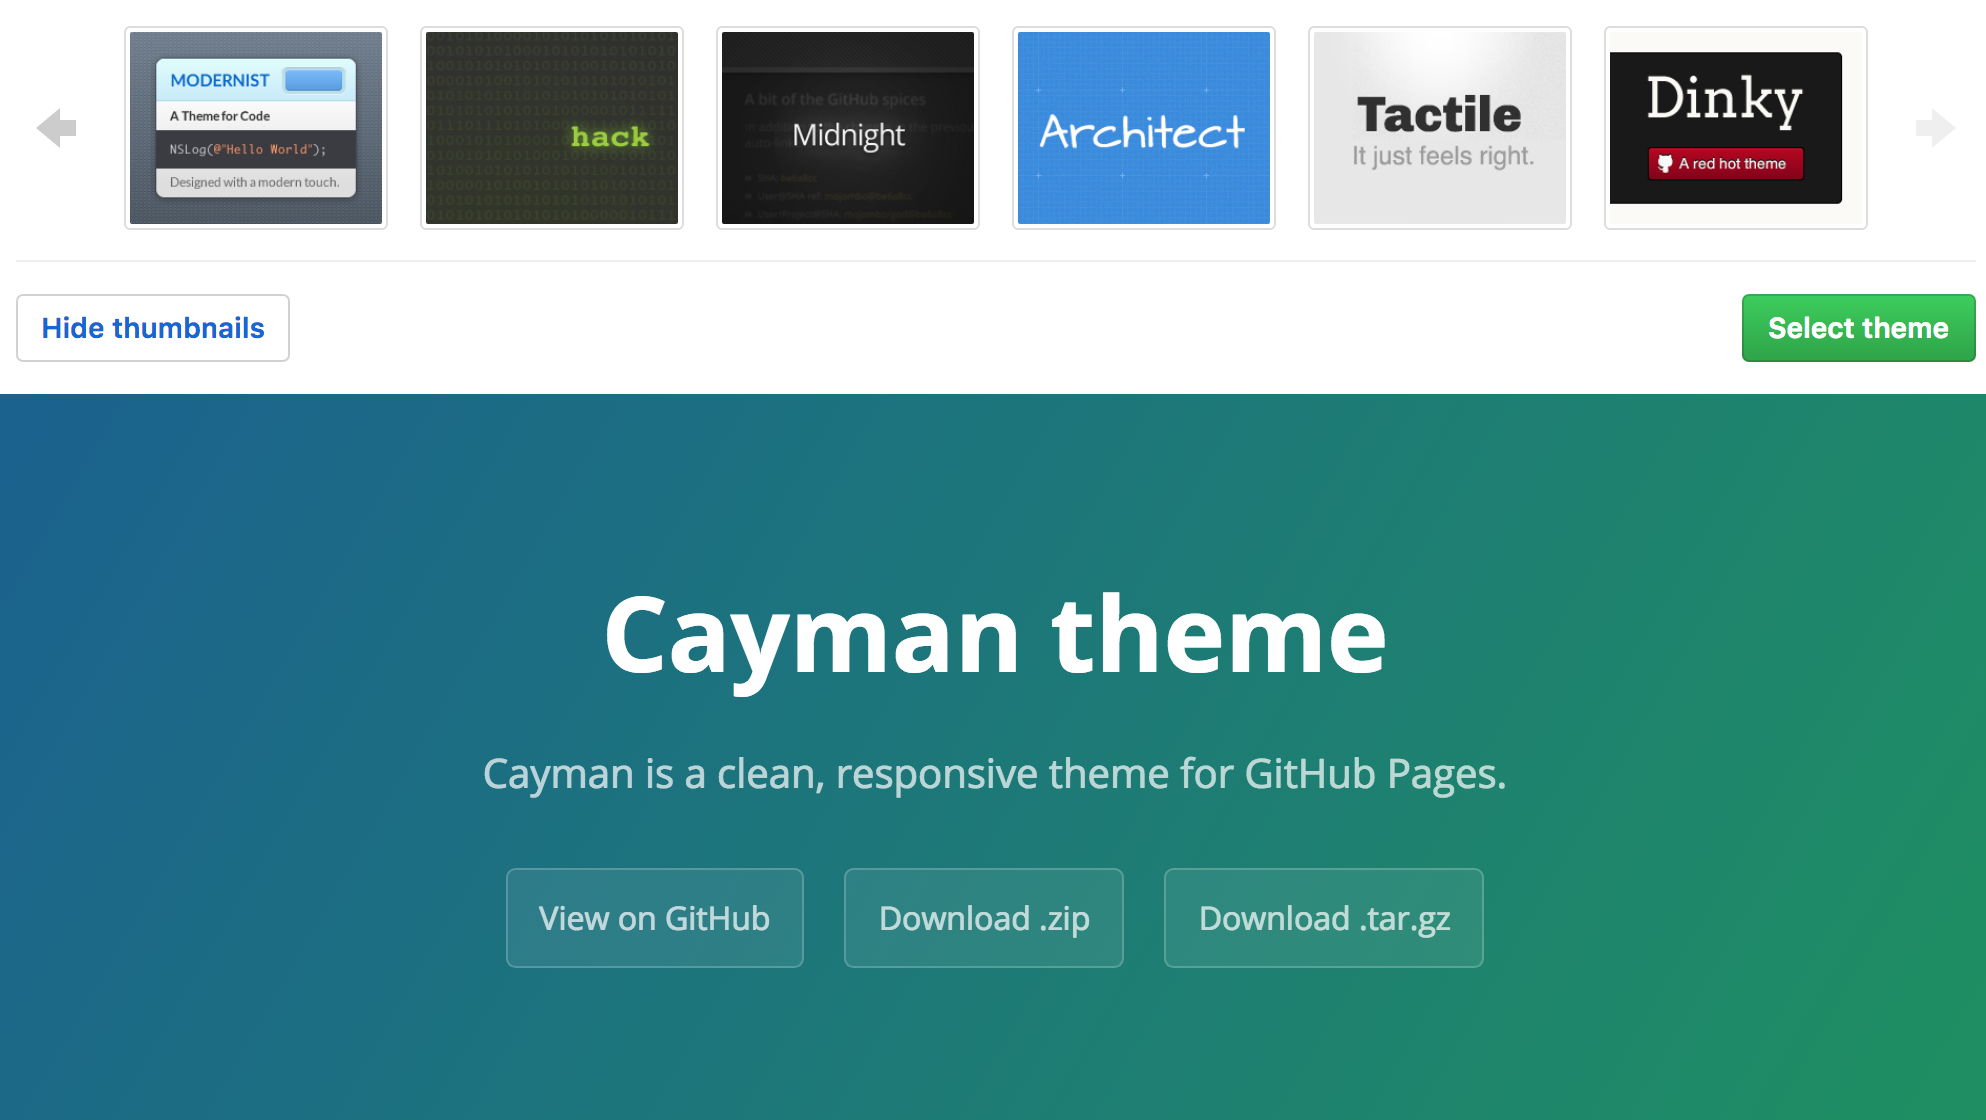 MODERNIST
A Theme for Code
NSLog(@"Hello World");
Designed with a modern touch.
hack
A bit of the GitHub spices
Midnight
Architect
Tactile
It just feels right.
Dinky
A red hot theme
Hide thumbnails
Select theme
Cayman theme
Cayman is a clean, responsive theme for GitHub Pages.
View on GitHub
Download .zip
Download .tar.gz